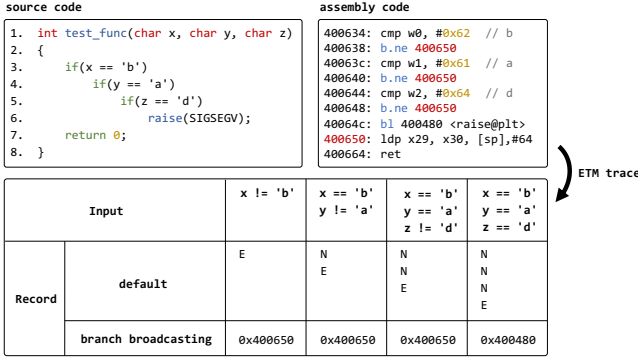 source code
1. int test_func(char x, char y, char z)
2. {
3. if(x == 'b')
4. if(y == 'a')
5. if(z == 'd')
6. raise(SIGSEGV);
7. return 0;
8. }
assembly code
400634: cmp w0, #0x62 // b
400638: b.ne 400650
40063c: cmp w1, #0x61 // a
400640: b.ne 400650
400644: cmp w2, #0x64 // d
400648: b.ne 400650
40064c: bl 400480 <raise@plt>
400650: ldp x29, x30, [sp],#64
400664: ret
ETM trace
Input
x != 'b'
x == 'b'
y != 'a'
x == 'b'
y == 'a'
z != 'd'
x == 'b'
y == 'a'
z == 'd'
Record
default
E
N
E
N
N
E
N
N
N
E
branch broadcasting
0x400650
0x400650
0x400650
0x400480